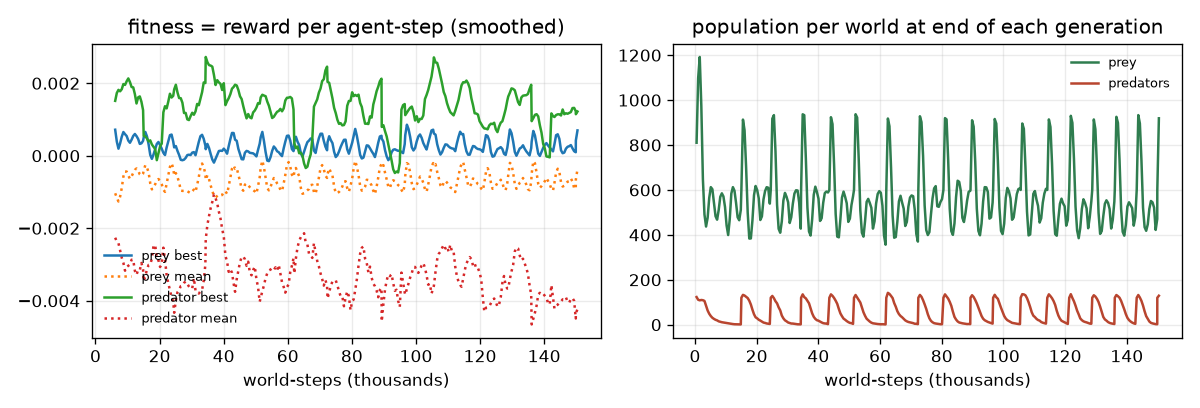 fitness = reward per agent-step (smoothed)
0.002
0.000
−0.002
−0.004
prey best
prey mean
predator best
predator mean
0 20 40 60 80 100 120 140
world-steps (thousands)
population per world at end of each generation
1200
1000
800
600
400
200
0
prey
predators
0 20 40 60 80 100 120 140
world-steps (thousands)